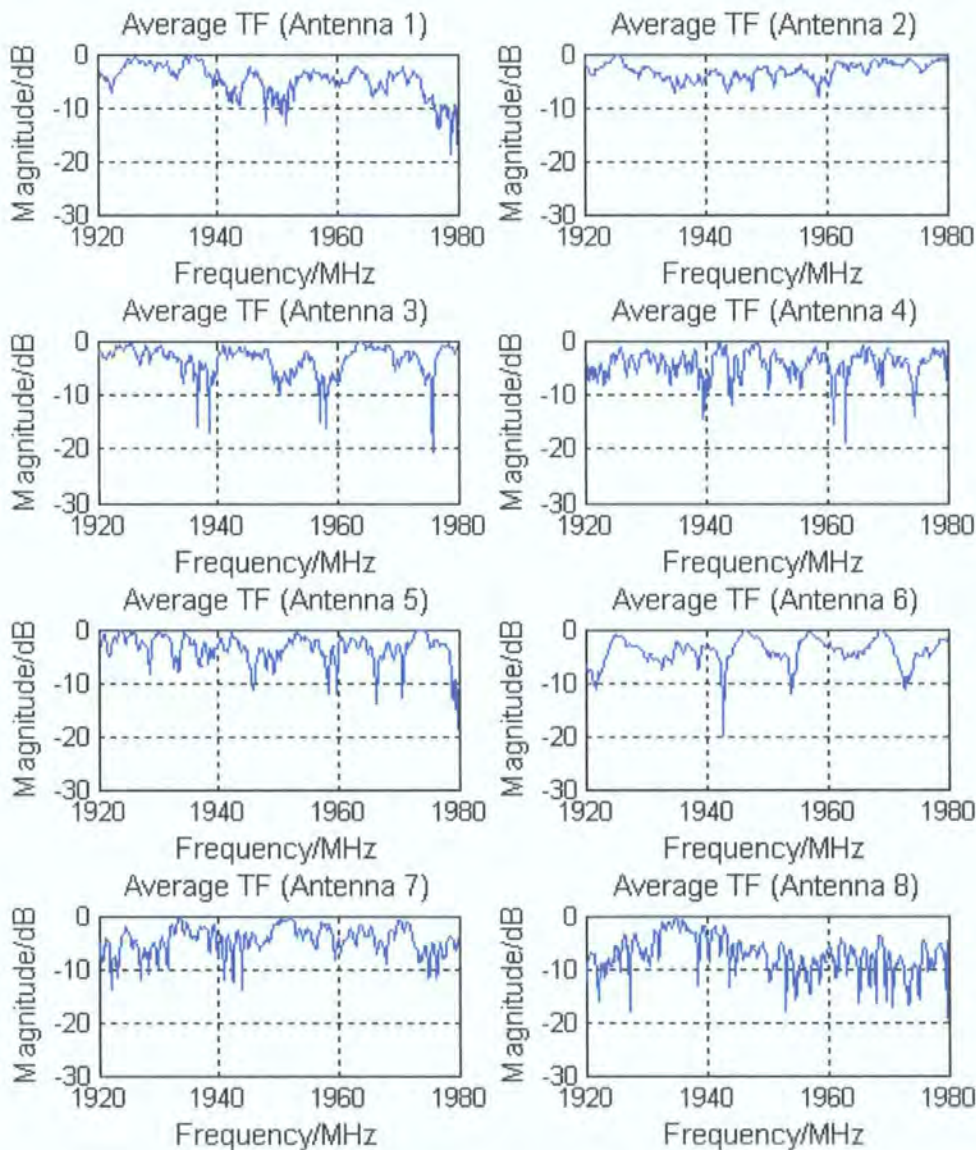 Average TF (Antenna 1)
Magnitude/dB
0
-10
-20
-30
1920
1940
1960
1980
Frequency/MHz
Average TF (Antenna 2)
Magnitude/dB
0
-10
-20
-30
1920
1940
1960
1980
Frequency/MHz
Average TF (Antenna 3)
Magnitude/dB
0
-10
-20
-30
1920
1940
1960
1980
Frequency/MHz
Average TF (Antenna 4)
Magnitude/dB
0
-10
-20
-30
1920
1940
1960
1980
Frequency/MHz
Average TF (Antenna 5)
Magnitude/dB
0
-10
-20
-30
1920
1940
1960
1980
Frequency/MHz
Average TF (Antenna 6)
Magnitude/dB
0
-10
-20
-30
1920
1940
1960
1980
Frequency/MHz
Average TF (Antenna 7)
Magnitude/dB
0
-10
-20
-30
1920
1940
1960
1980
Frequency/MHz
Average TF (Antenna 8)
Magnitude/dB
0
-10
-20
-30
1920
1940
1960
1980
Frequency/MHz